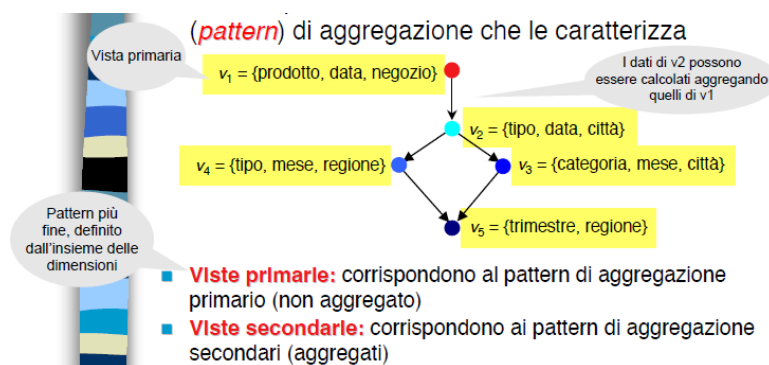 (pattern) di aggregazione che le caratterizza
Vista primaria
v1 = {prodotto, data, negozio}
I dati di v2 possono
essere calcolati aggregando
quelli di v1
v2 = {tipo, data, città}
v4 = {tipo, mese, regione}
v3 = {categoria, mese, città}
v5 = {trimestre, regione}
Pattern più
fine, definito
dall'insieme delle
dimensioni
Viste primarie: corrispondono al pattern di aggregazione
primario (non aggregato)
Viste secondarie: corrispondono ai pattern di aggregazione
secondari (aggregati)